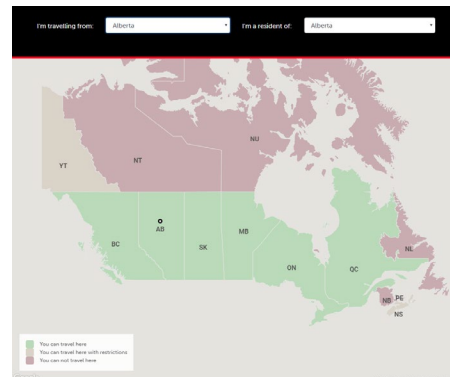 I'm travelling from: Alberta I'm a resident of: Alberta
NU
NT
YT
AB
MB
BC
SK
NL
ON
QC
PE
NB
NS
You can travel here
You can travel here with restrictions
You can not travel here